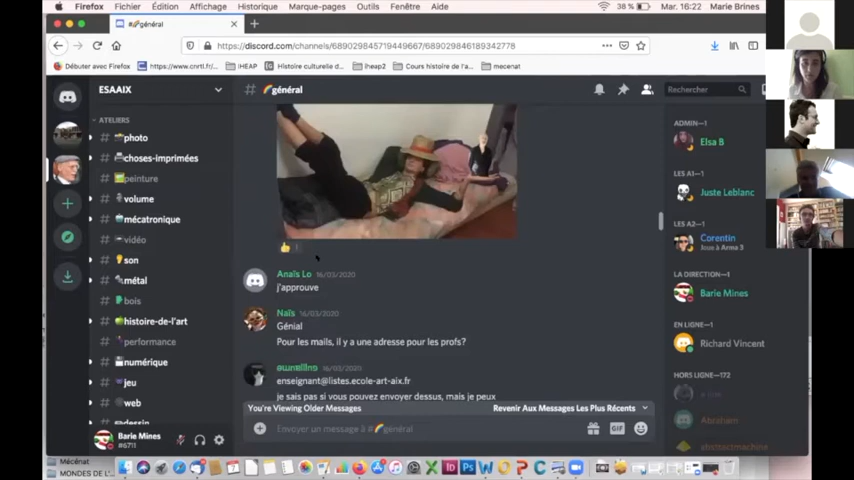 Firefox Fichier Édition Affichage Historique Marque-pages Outils Fenêtre Aide 38 % Mar. 16:22 Marie Brines
#🌈général
https://discord.com/channels/689029845719449667/689029846189342778
Débuter avec Firefox https://www.cnrtl.fr/e... IHEAP Histoire culturelle d... Iheap2 Cours histoire de l'a... mecenat
ESAAIX
# 🌈général
Rechercher
ATELIERS
# photo
# choses-imprimées
# peinture
# volume
# mécatronique
# vidéo
# son
# métal
# bois
# histoire-de-l'art
# performance
# numérique
# jeu
# web
# dessin
Barie Mines
#6711
👍 1
Anaïs Lo 16/03/2020
j'approuve
Naïs 16/03/2020
Génial
Pour les mails, il y a une adresse pour les profs?
16/03/2020
enseignant@listes.ecole-art-aix.fr
je sais pas si vous pouvez envoyer dessus, mais je peux
You're Viewing Older Messages Revenir Aux Messages Les Plus Récents
Envoyer un message à #🌈général
GIF
ADMIN—1
Elsa B
LES A1—1
Juste Leblanc
LES A2—1
Corentin
Joue à Arma 3
LA DIRECTION—1
Barie Mines
EN LIGNE—1
Richard Vincent
HORS LIGNE—172
Abraham
abstractmachine
Mécénat
MONDES DE L'...